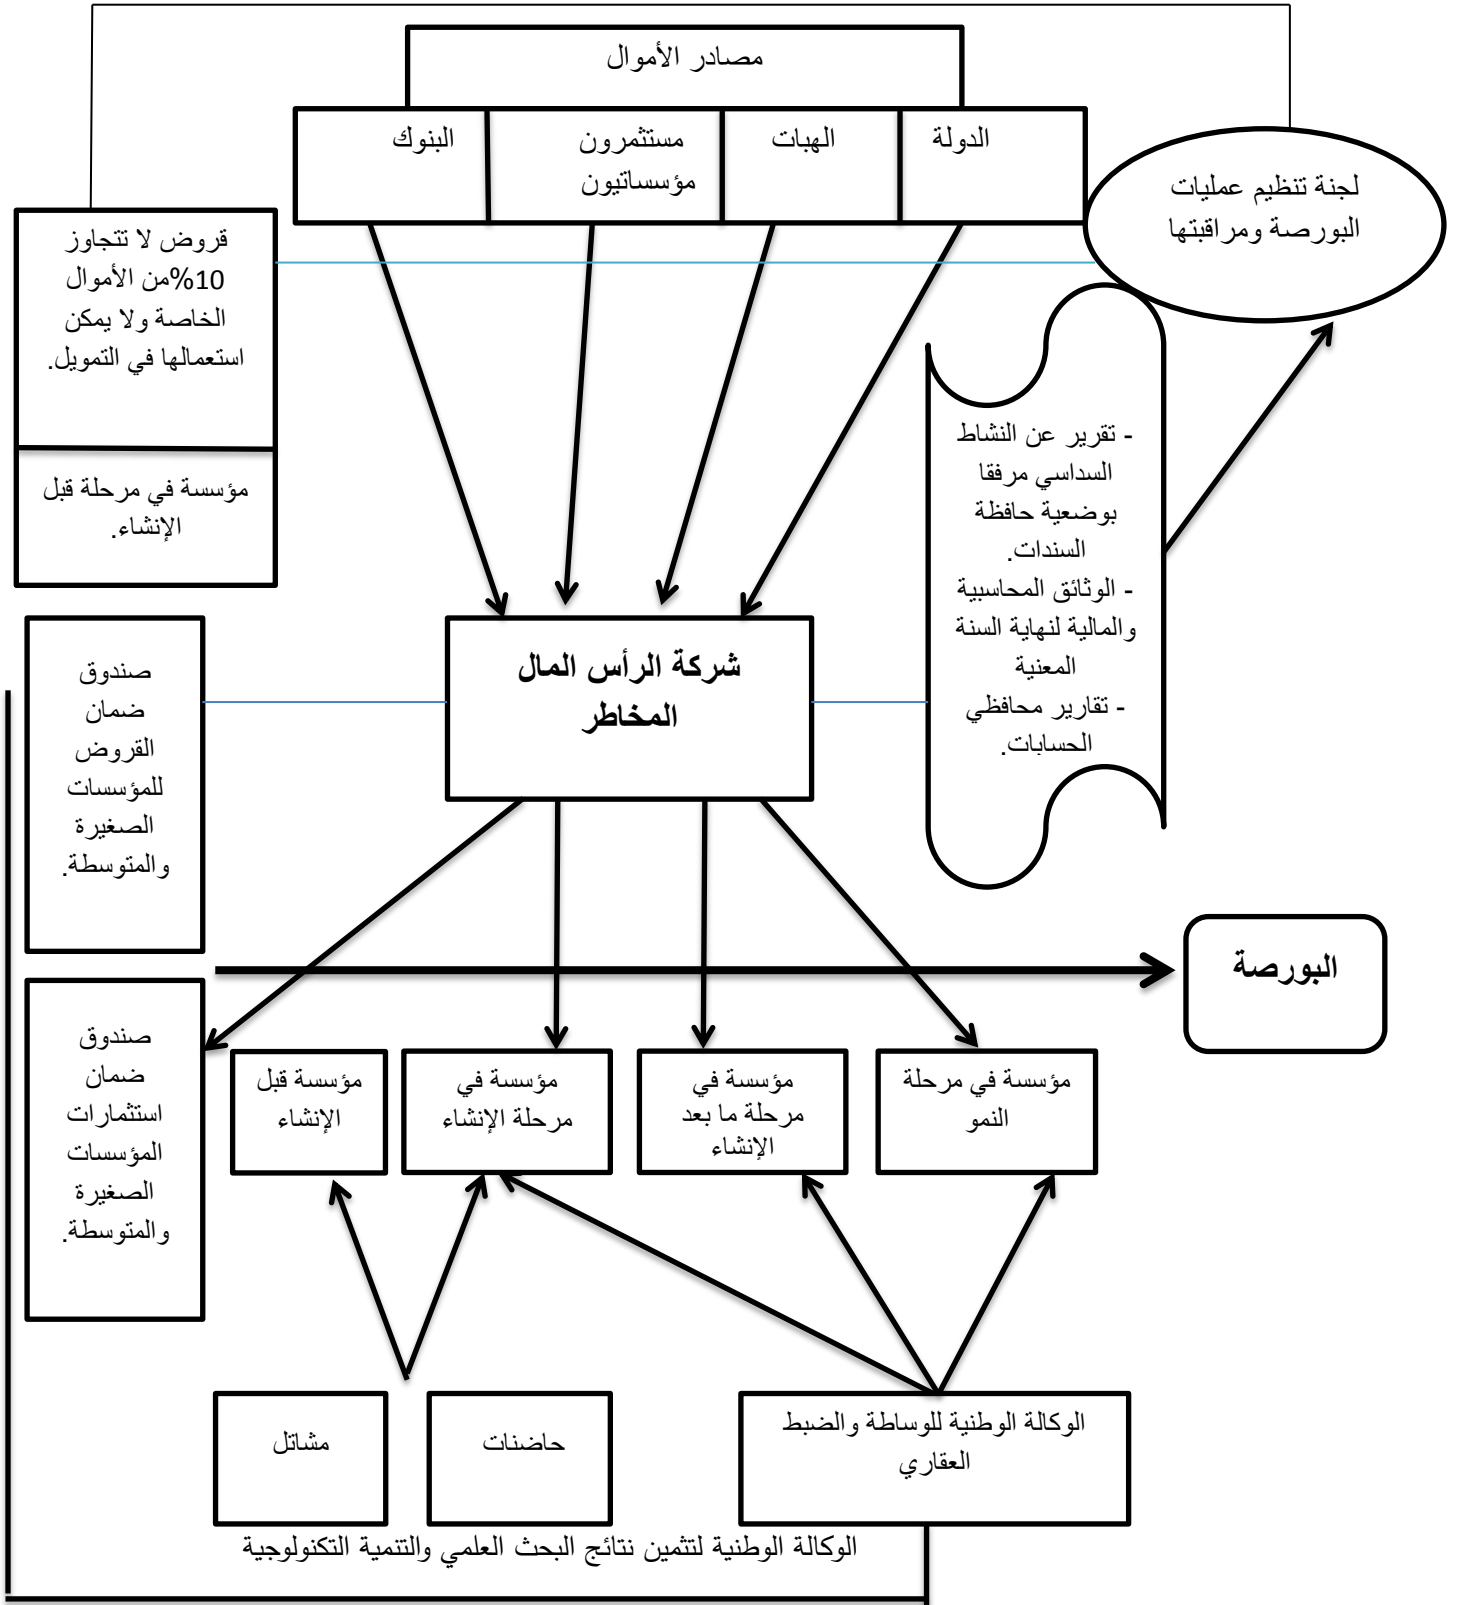 مصادر الأموال
الدولة
الهبات
مستثمرون
مؤسساتيون
البنوك
لجنة تنظيم عمليات
البورصة ومراقبتها
قروض لا تتجاوز
10%من الأموال
الخاصة ولا يمكن
استعمالها في التمويل.
مؤسسة في مرحلة قبل
الإنشاء.
- تقرير عن النشاط
السداسي مرفقا
بوضعية حافظة
السندات.
- الوثائق المحاسبية
والمالية لنهاية السنة
المعنية
- تقارير محافظي
الحسابات.
شركة الرأس المال
المخاطر
صندوق
ضمان
القروض
للمؤسسات
الصغيرة
والمتوسطة.
البورصة
صندوق
ضمان
استثمارات
المؤسسات
الصغيرة
والمتوسطة.
مؤسسة في مرحلة
النمو
مؤسسة في
مرحلة ما بعد
الإنشاء
مؤسسة في
مرحلة الإنشاء
مؤسسة قبل
الإنشاء
الوكالة الوطنية للوساطة والضبط
العقاري
حاضنات
مشاتل
الوكالة الوطنية لتثمين نتائج البحث العلمي والتنمية التكنولوجية